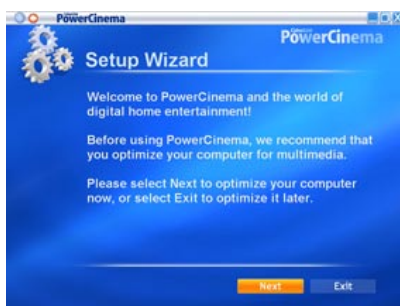 PowerCinema
PowerCinema
Setup Wizard
Welcome to PowerCinema and the world of
digital home entertainment!
Before using PowerCinema, we recommend that
you optimize your computer for multimedia.
Please select Next to optimize your computer
now, or select Exit to optimize it later.
Next Exit